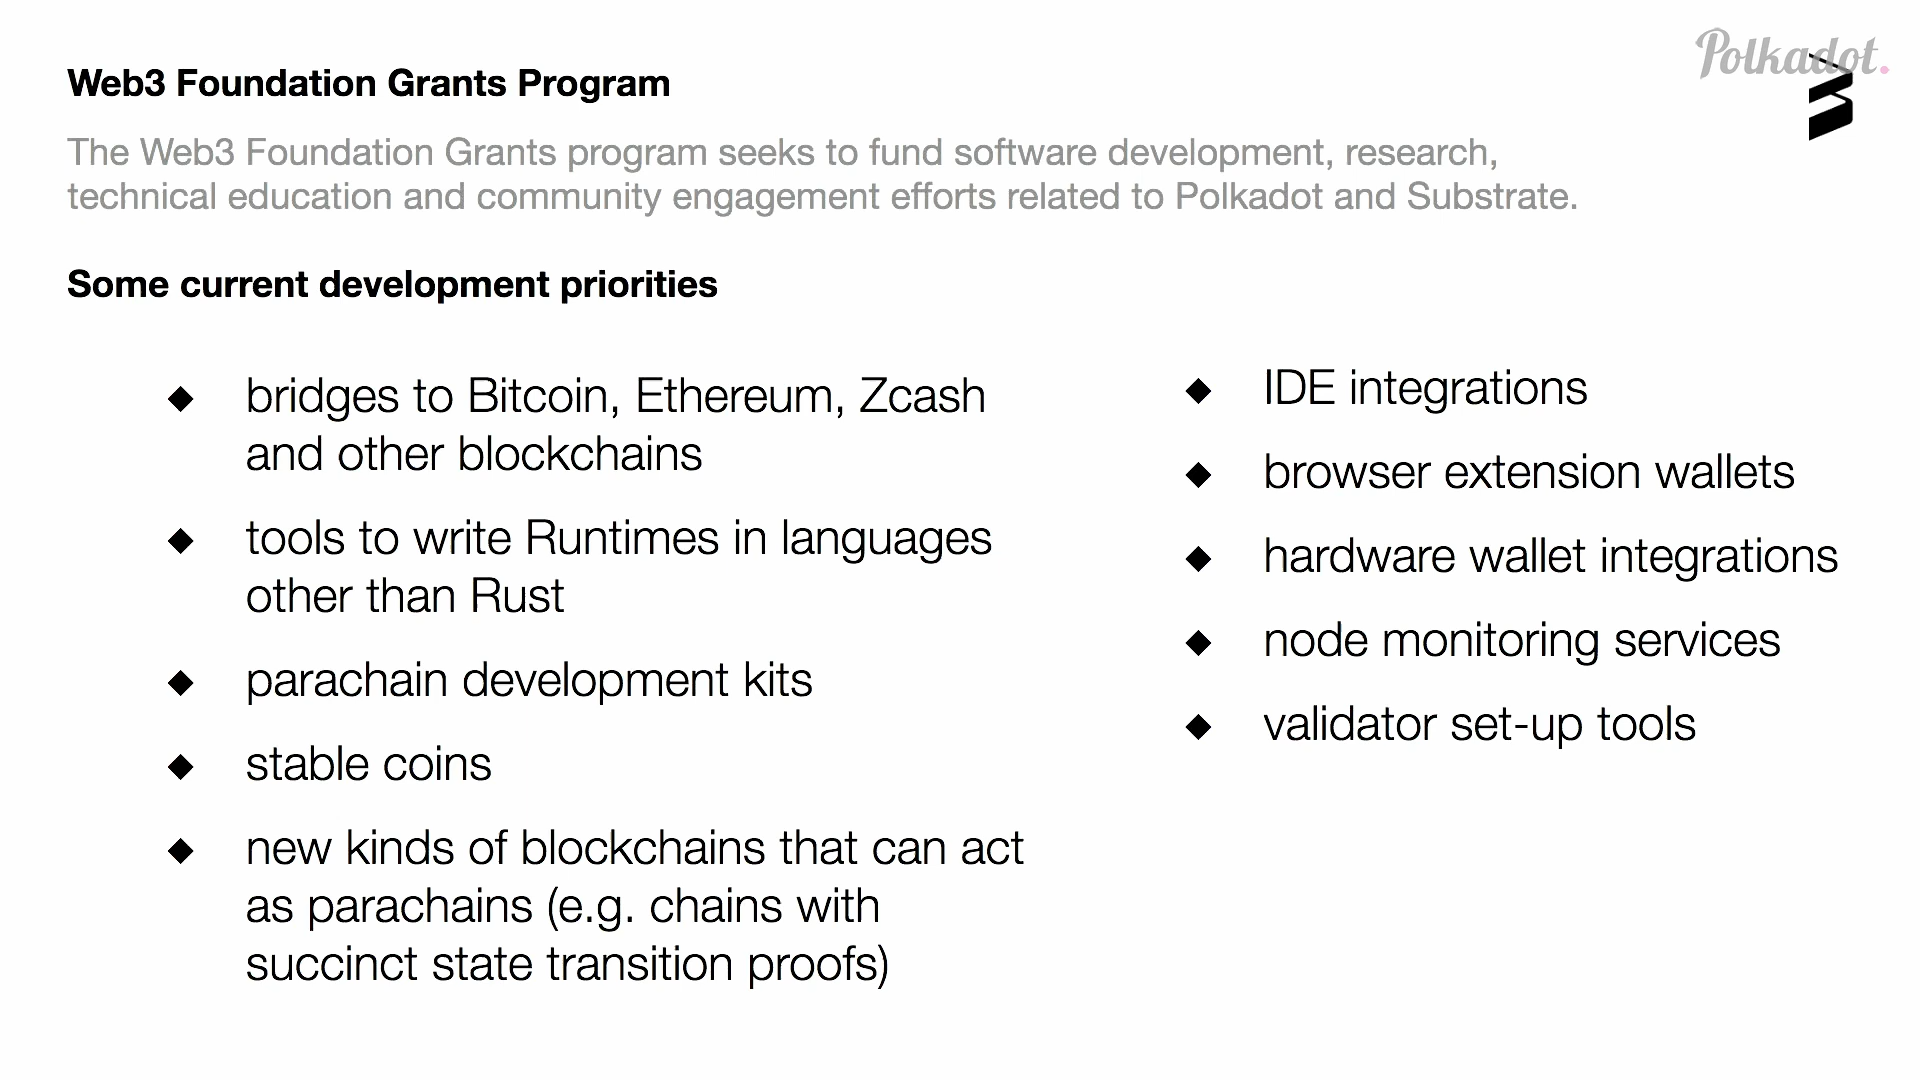 Polkadot.
Web3 Foundation Grants Program
The Web3 Foundation Grants program seeks to fund software development, research,
technical education and community engagement efforts related to Polkadot and Substrate.
Some current development priorities
◆ bridges to Bitcoin, Ethereum, Zcash
and other blockchains
◆ tools to write Runtimes in languages
other than Rust
◆ parachain development kits
◆ stable coins
◆ new kinds of blockchains that can act
as parachains (e.g. chains with
succinct state transition proofs)
◆ IDE integrations
◆ browser extension wallets
◆ hardware wallet integrations
◆ node monitoring services
◆ validator set-up tools